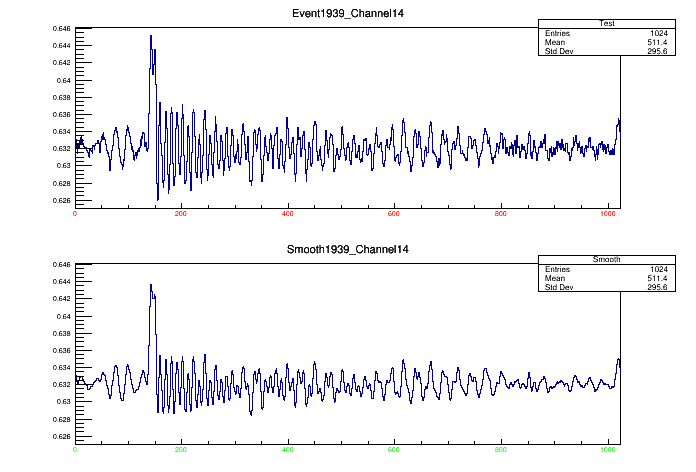 Event1939_Channel14
Test
Entries 1024
Mean 511.4
Std Dev 295.6
0.646
0.644
0.642
0.64
0.638
0.636
0.634
0.632
0.63
0.628
0.626
0 200 400 600 800 1000
Smooth1939_Channel14
Smooth
Entries 1024
Mean 511.4
Std Dev 295.6
0.646
0.644
0.642
0.64
0.638
0.636
0.634
0.632
0.63
0.628
0.626
0 200 400 600 800 1000